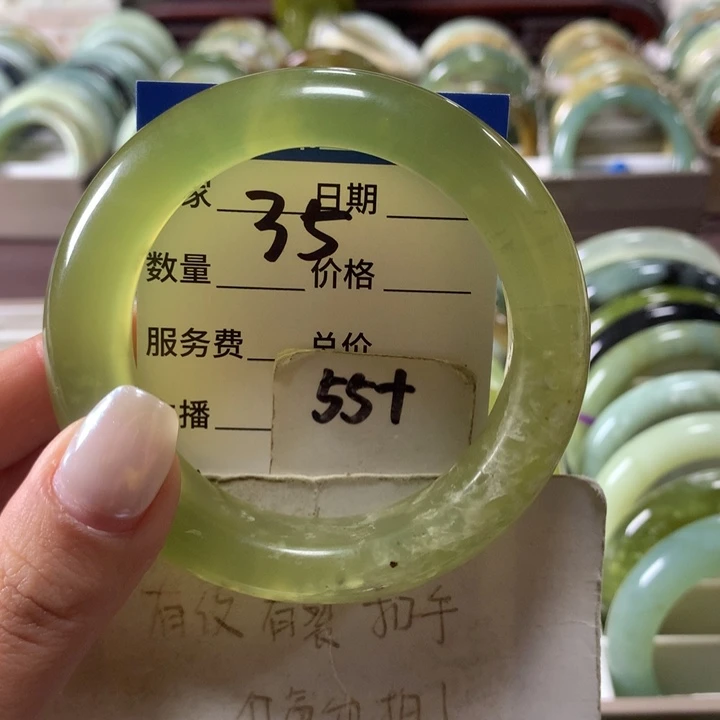 家 日期
35
数量 价格
服务费 总价
播
55+
有纹有裂 扣手